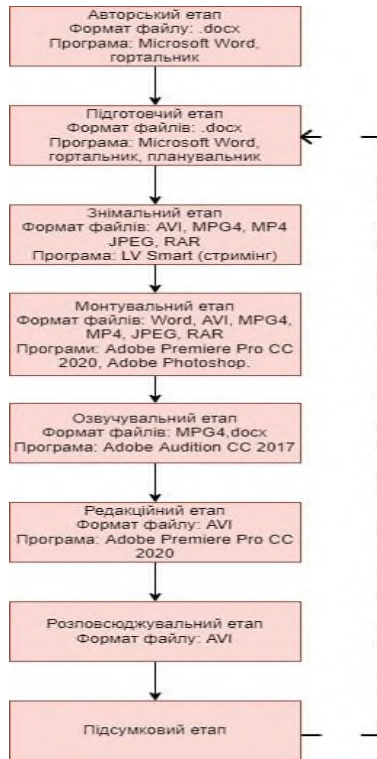 Авторський етап
Формат файлу: .docx
Програма: Microsoft Word,
гортальник
Підготовчий етап
Формат файлів: .docx
Програма: Microsoft Word,
гортальник, планувальник
Знімальний етап
Формат файлів: AVI, MPG4, MP4
JPEG, RAR
Програма: LV Smart (стримінг)
Монтувальний етап
Формат файлів: Word, AVI, MPG4,
MP4, JPEG, RAR
Програми: Adobe Premiere Pro CC
2020, Adobe Photoshop.
Озвучувальний етап
Формат файлів: MPG4,docx
Програма: Adobe Audition CC 2017
Редакційний етап
Формат файлу: AVI
Програма: Adobe Premiere Pro CC
2020
Розповсюджувальний етап
Формат файлу: AVI
Підсумковий етап